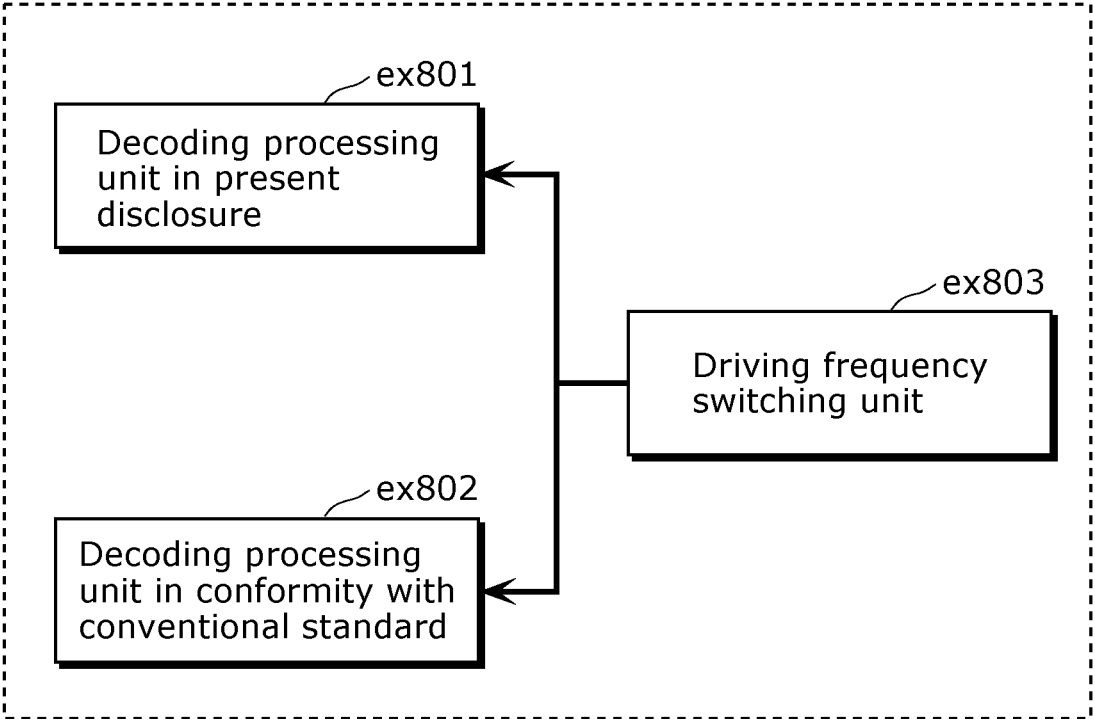 ex801
Decoding processing
unit in present
disclosure
ex803
Driving frequency
switching unit
ex802
Decoding processing
unit in conformity with
conventional standard